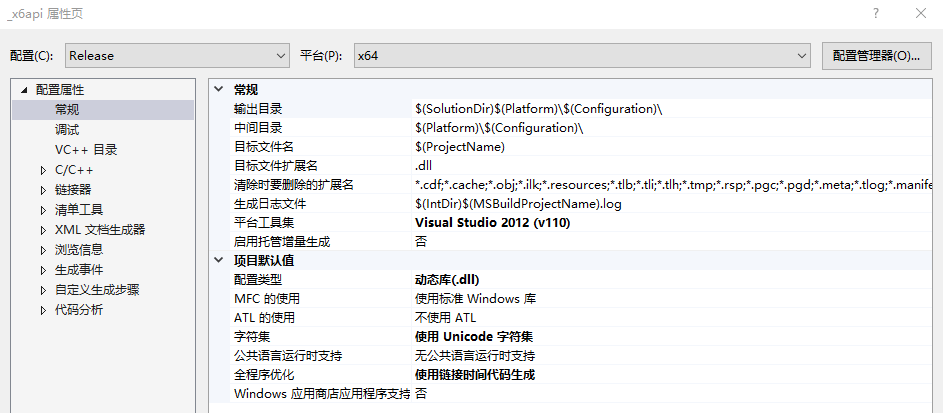 _x6api 属性页
配置(C): Release 平台(P): x64 配置管理器(O)...
配置属性
常规
调试
VC++ 目录
C/C++
链接器
清单工具
XML 文档生成器
浏览信息
生成事件
自定义生成步骤
代码分析
常规
输出目录 $(SolutionDir)$(Platform)\$(Configuration)\
中间目录 $(Platform)\$(Configuration)\
目标文件名 $(ProjectName)
目标文件扩展名 .dll
清除时要删除的扩展名 *.cdf;*.cache;*.obj;*.ilk;*.resources;*.tlb;*.tli;*.tlh;*.tmp;*.rsp;*.pgc;*.pgd;*.meta;*.tlog;*.manife
生成日志文件 $(IntDir)$(MSBuildProjectName).log
平台工具集 Visual Studio 2012 (v110)
启用托管增量生成 否
项目默认值
配置类型 动态库(.dll)
MFC 的使用 使用标准 Windows 库
ATL 的使用 不使用 ATL
字符集 使用 Unicode 字符集
公共语言运行时支持 无公共语言运行时支持
全程序优化 使用链接时间代码生成
Windows 应用商店应用程序支持 否